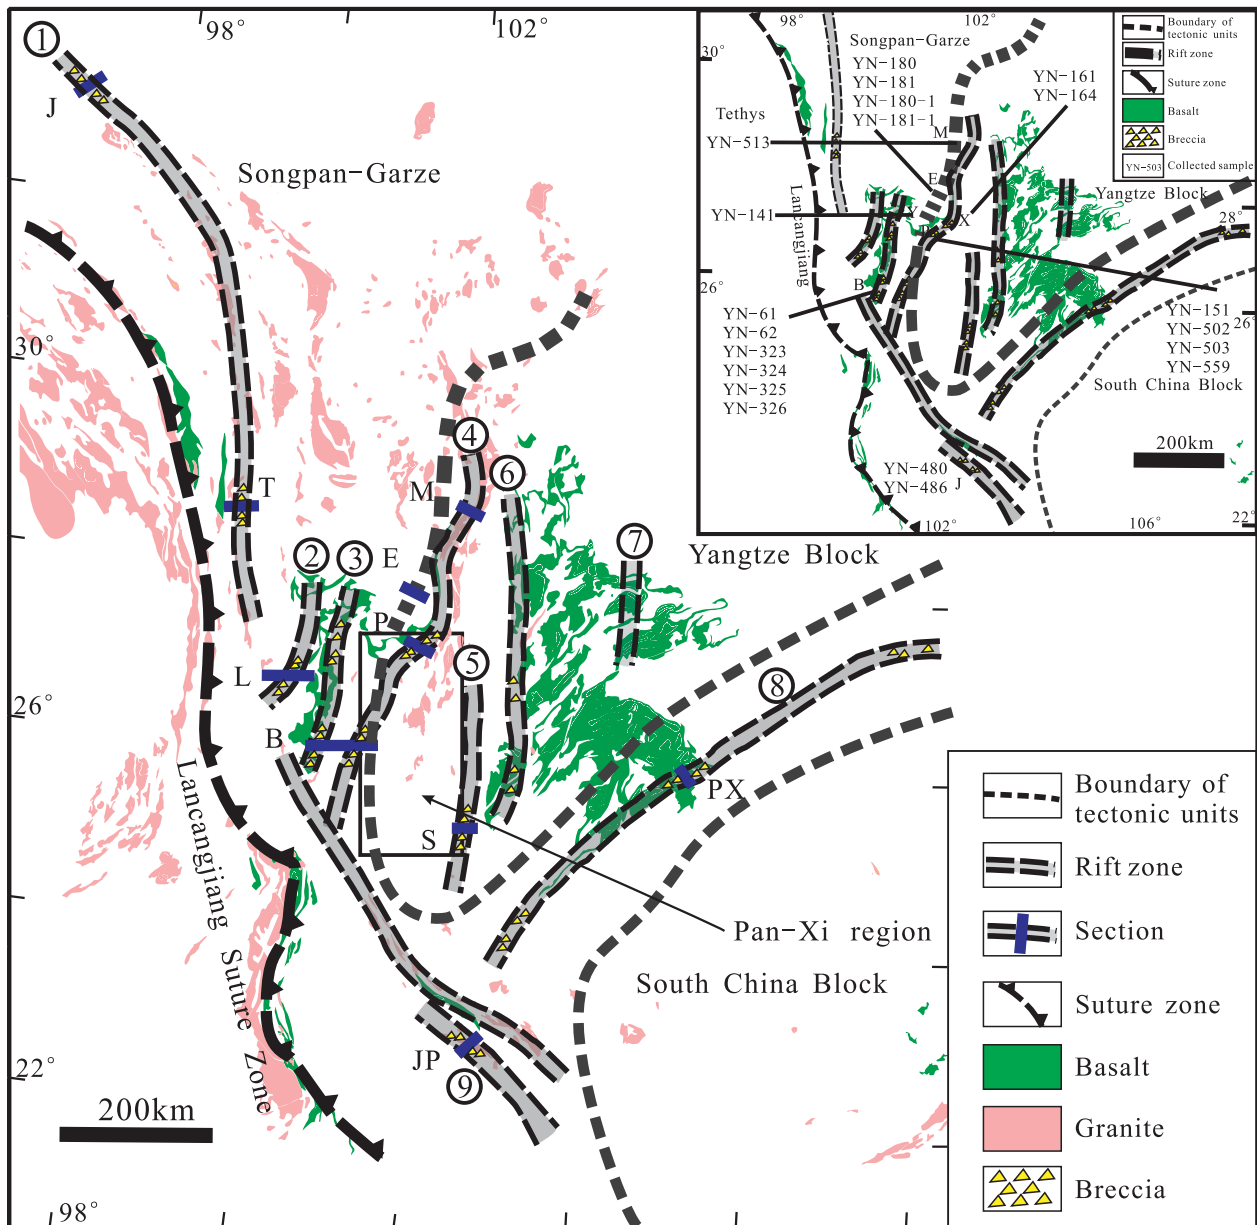 ①
98°
102°
J
Songpan-Garze
T
30°
④
M
⑥
②
③
E
⑦
P
⑤
L
26°
B
⑧
PX
S
Lancangjiang Suture Zone
Pan-Xi region
South China Block
Yangtze Block
JP
⑨
22°
200km
98°
98°
102°
30°
Songpan-Garze
YN-180
YN-181
YN-180-1
YN-181-1
YN-161
YN-164
Tethys
YN-513
M
E
Lancangjiang
YN-141
Y
X
P
B
26°
YN-61
YN-62
YN-323
YN-324
YN-325
YN-326
Yangtze Block
28°
26°
YN-151
YN-502
YN-503
YN-559
South China Block
200km
YN-480
YN-486
J
102°
106°
22°
Boundary of
tectonic units
Rift zone
Suture zone
Basalt
Breccia
YN-503
Collected sample
Boundary of
tectonic units
Rift zone
Section
Suture zone
Basalt
Granite
Breccia